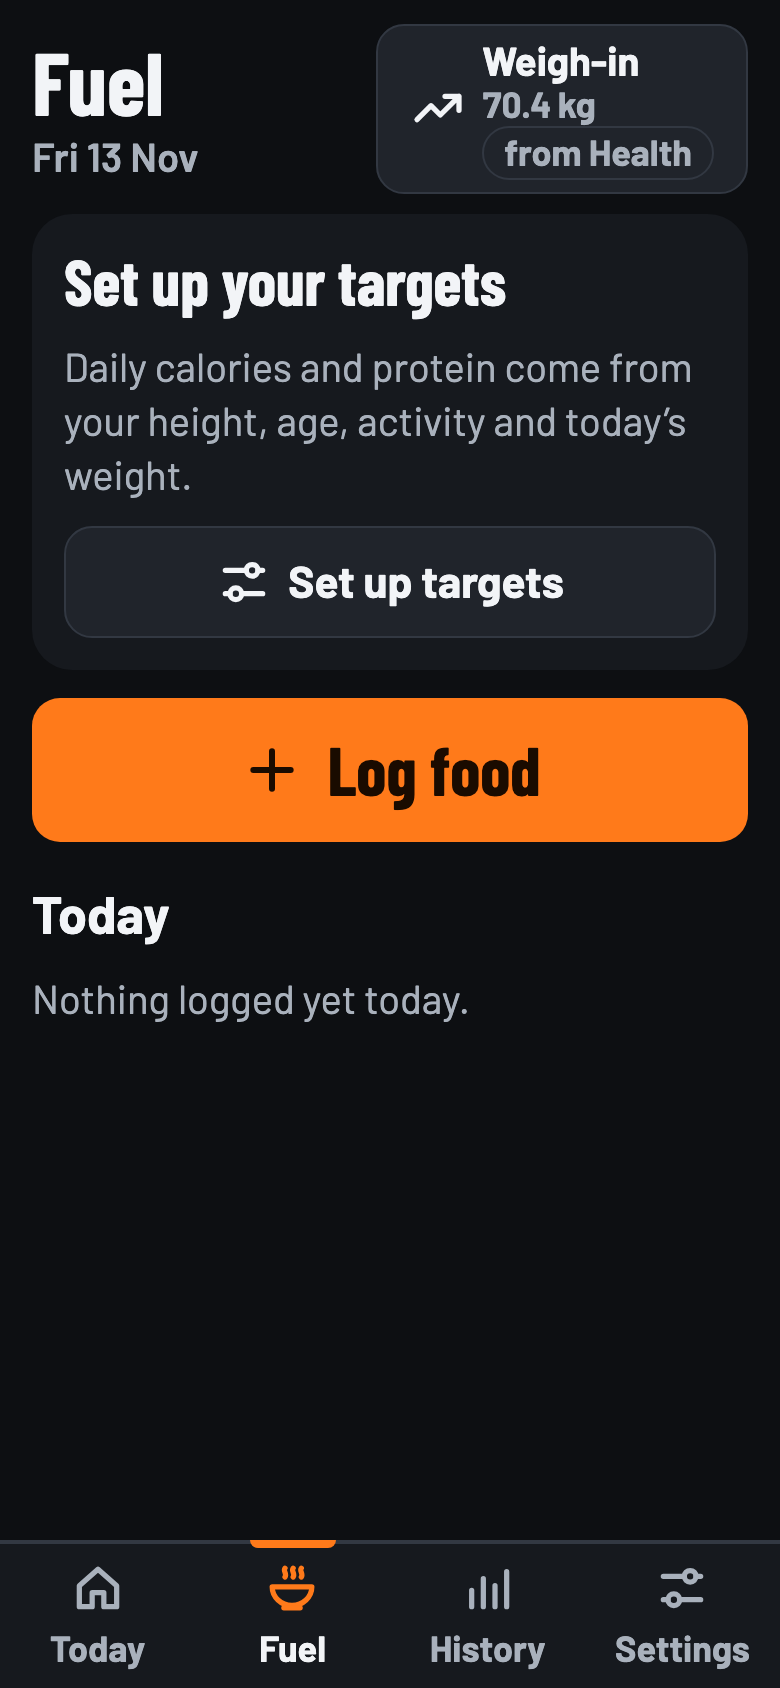 Fuel
Fri 13 Nov
Weigh-in
70.4 kg
from Health
Set up your targets
Daily calories and protein come from
your height, age, activity and today’s
weight.
Set up targets
Log food
Today
Nothing logged yet today.
Today
Fuel
History
Settings